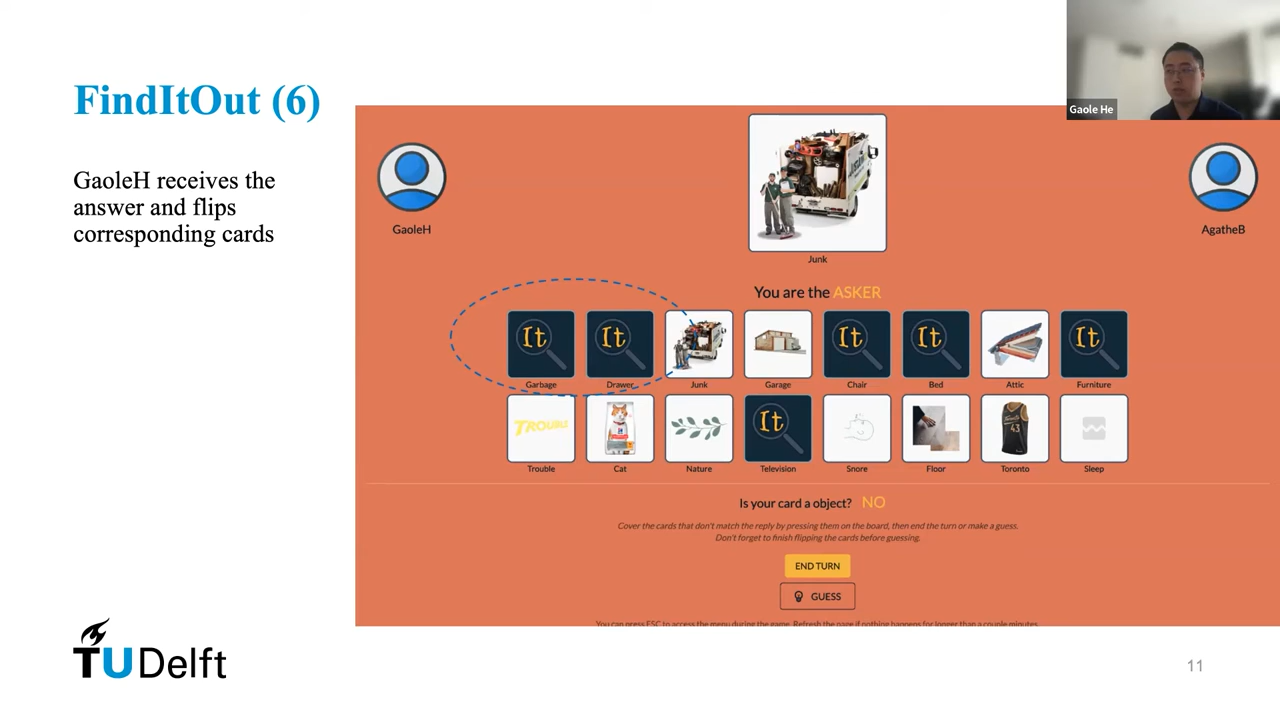 Gaole He
FindItOut (6)
GaoleH receives the
answer and flips
corresponding cards
GaoleH
AgatheB
Junk
You are the ASKER
It
It
It
It
It
Garbage
Drawer
Junk
Garage
Chair
Bed
Attic
Furniture
TROUBLE
It
43
Trouble
Cat
Nature
Television
Snore
Floor
Toronto
Sleep
Is your card a object? NO
Cover the cards that don't match the reply by pressing them on the board, then end the turn or make a guess.
Don't forget to finish flipping the cards before guessing.
END TURN
GUESS
You can press ESC to access the menu during the game. Refresh the page if nothing happens for longer than a couple minutes.
TU Delft
11